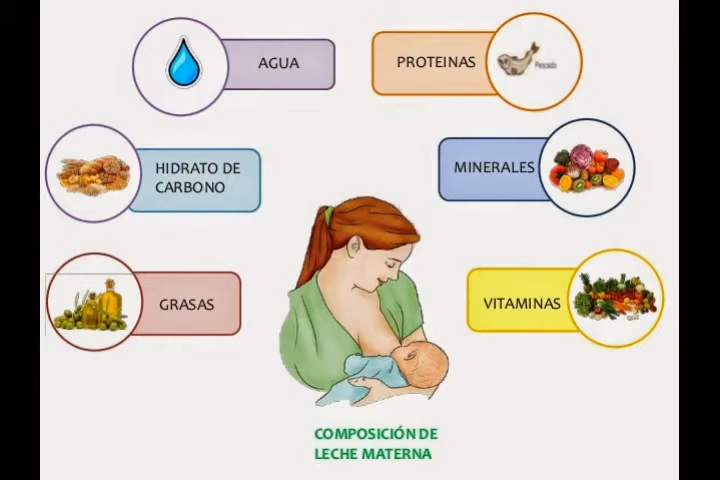 AGUA
PROTEINAS
Pescado
HIDRATO DE
CARBONO
MINERALES
GRASAS
VITAMINAS
COMPOSICIÓN DE
LECHE MATERNA